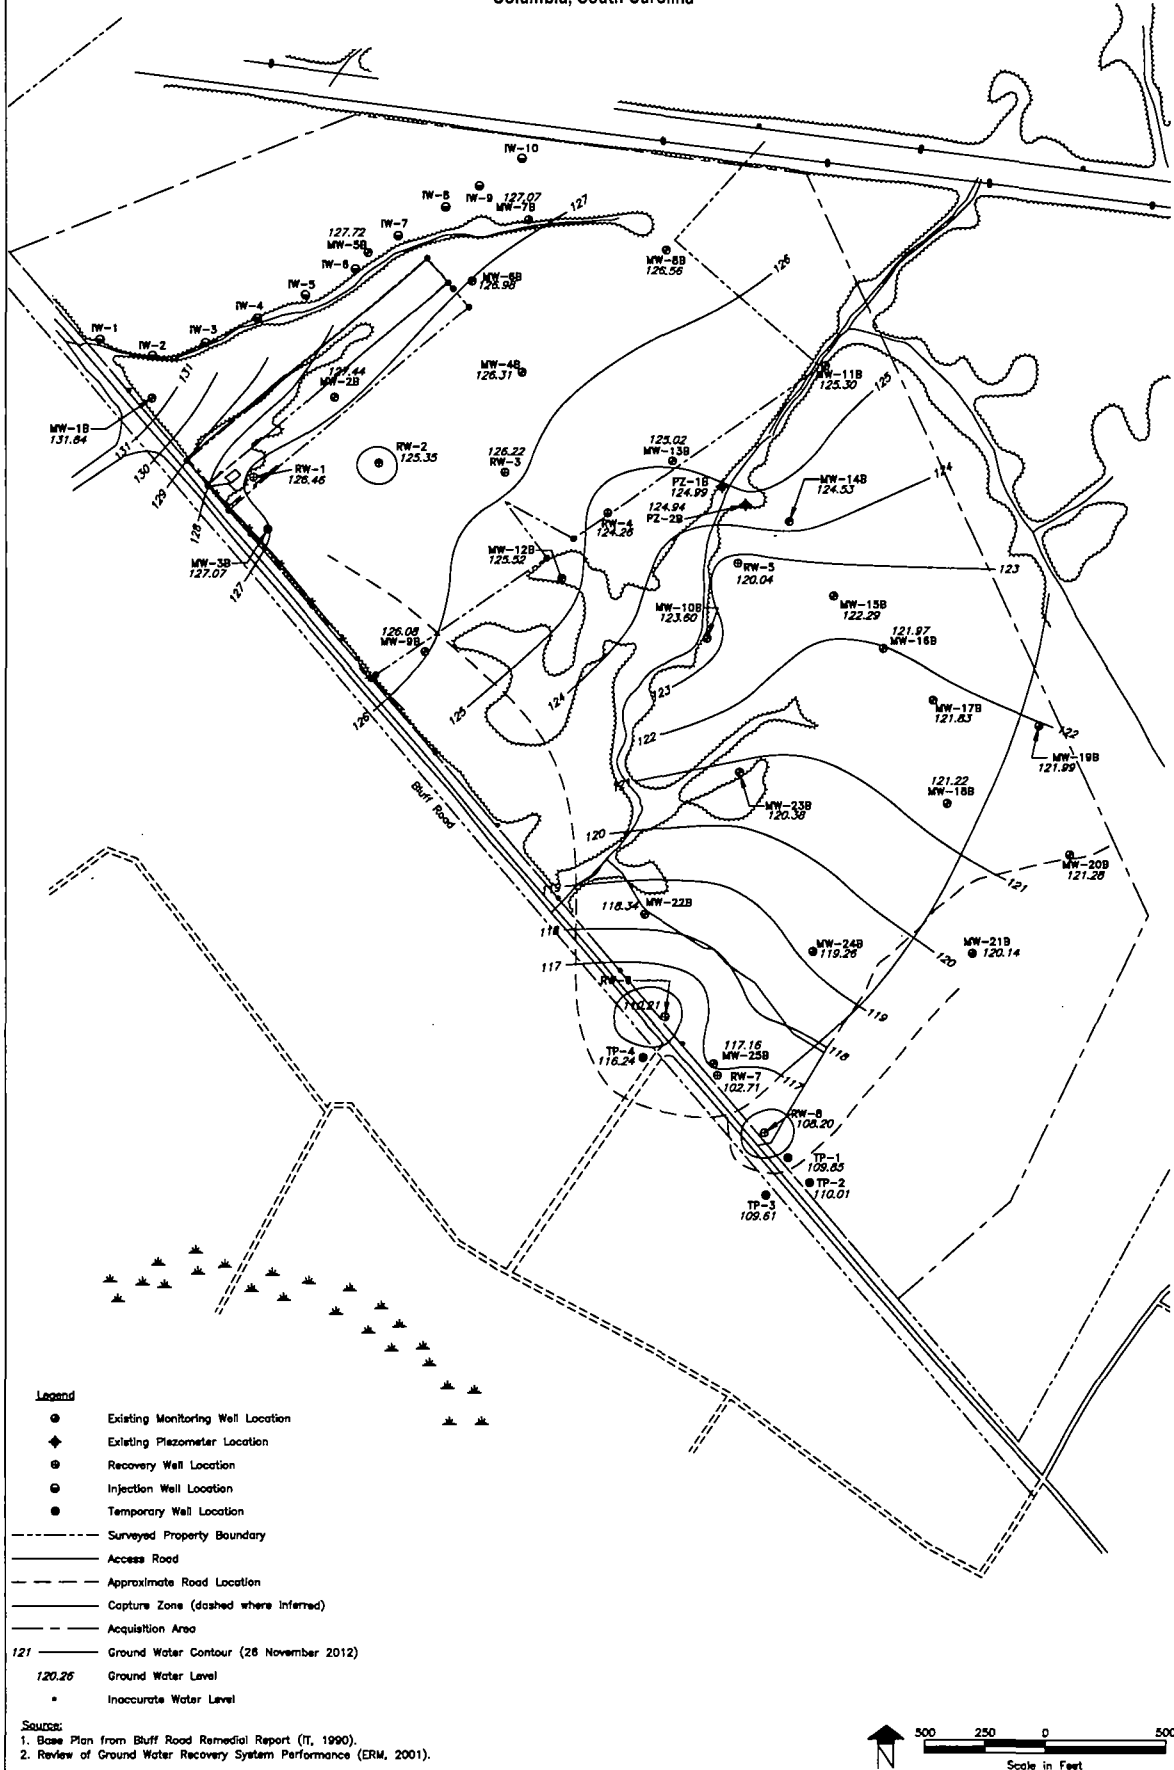 Columbia, South Carolina
IW-10
IW-9
IW-8
127.07
MW-7B
127
IW-7
127.72
MW-5B
IW-6
MW-8B
126.56
126
MW-6B
126.98
IW-5
IW-4
IW-1
IW-3
IW-2
131
127.44
MW-2B
MW-4B
126.31
MW-11B
125.30
125
MW-1B
131.84
131
130
129
128
RW-2
125.35
RW-1
126.46
126.22
RW-3
125.02
MW-13B
PZ-1B
124.99
124
MW-14B
124.53
124.94
PZ-2B
RW-4
124.26
MW-3B
127.07
127
MW-12B
125.52
RW-5
120.04
123
MW-15B
122.29
MW-10B
123.60
126.08
MW-9B
121.97
MW-16B
126
125
124
123
122
MW-17B
121.83
122
MW-19B
121.99
Bluff Road
121
MW-23B
120.38
121.22
MW-18B
120
MW-20B
121.28
121
119
118.34
MW-22B
118
MW-24B
119.26
120
MW-21B
120.14
117
119
110.21
118
TP-4
116.24
117.16
MW-25B
RW-7
102.71
117
RW-8
108.20
TP-1
109.85
TP-2
110.01
TP-3
109.61
Legend
Existing Monitoring Well Location
Existing Piezometer Location
Recovery Well Location
Injection Well Location
Temporary Well Location
Surveyed Property Boundary
Access Road
Approximate Road Location
Capture Zone (dashed where Inferred)
Acquisition Area
121 Ground Water Contour (26 November 2012)
120.26 Ground Water Level
* Inaccurate Water Level
Source:
1. Base Plan from Bluff Road Remedial Report (IT, 1990).
2. Review of Ground Water Recovery System Performance (ERM, 2001).
N
500 250 0 500
Scale in Feet